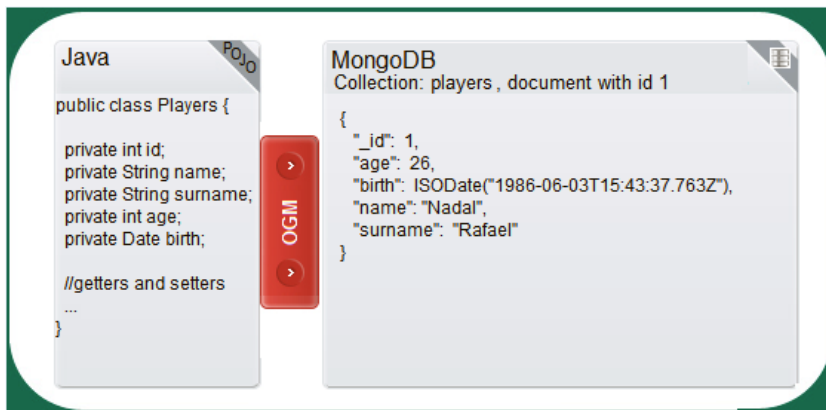 Java
POJO
public class Players {
private int id;
private String name;
private String surname;
private int age;
private Date birth;
//getters and setters
...
}
OGM
MongoDB
Collection: players , document with id 1
{
"_id": 1,
"age": 26,
"birth": ISODate("1986-06-03T15:43:37.763Z"),
"name": "Nadal",
"surname": "Rafael"
}